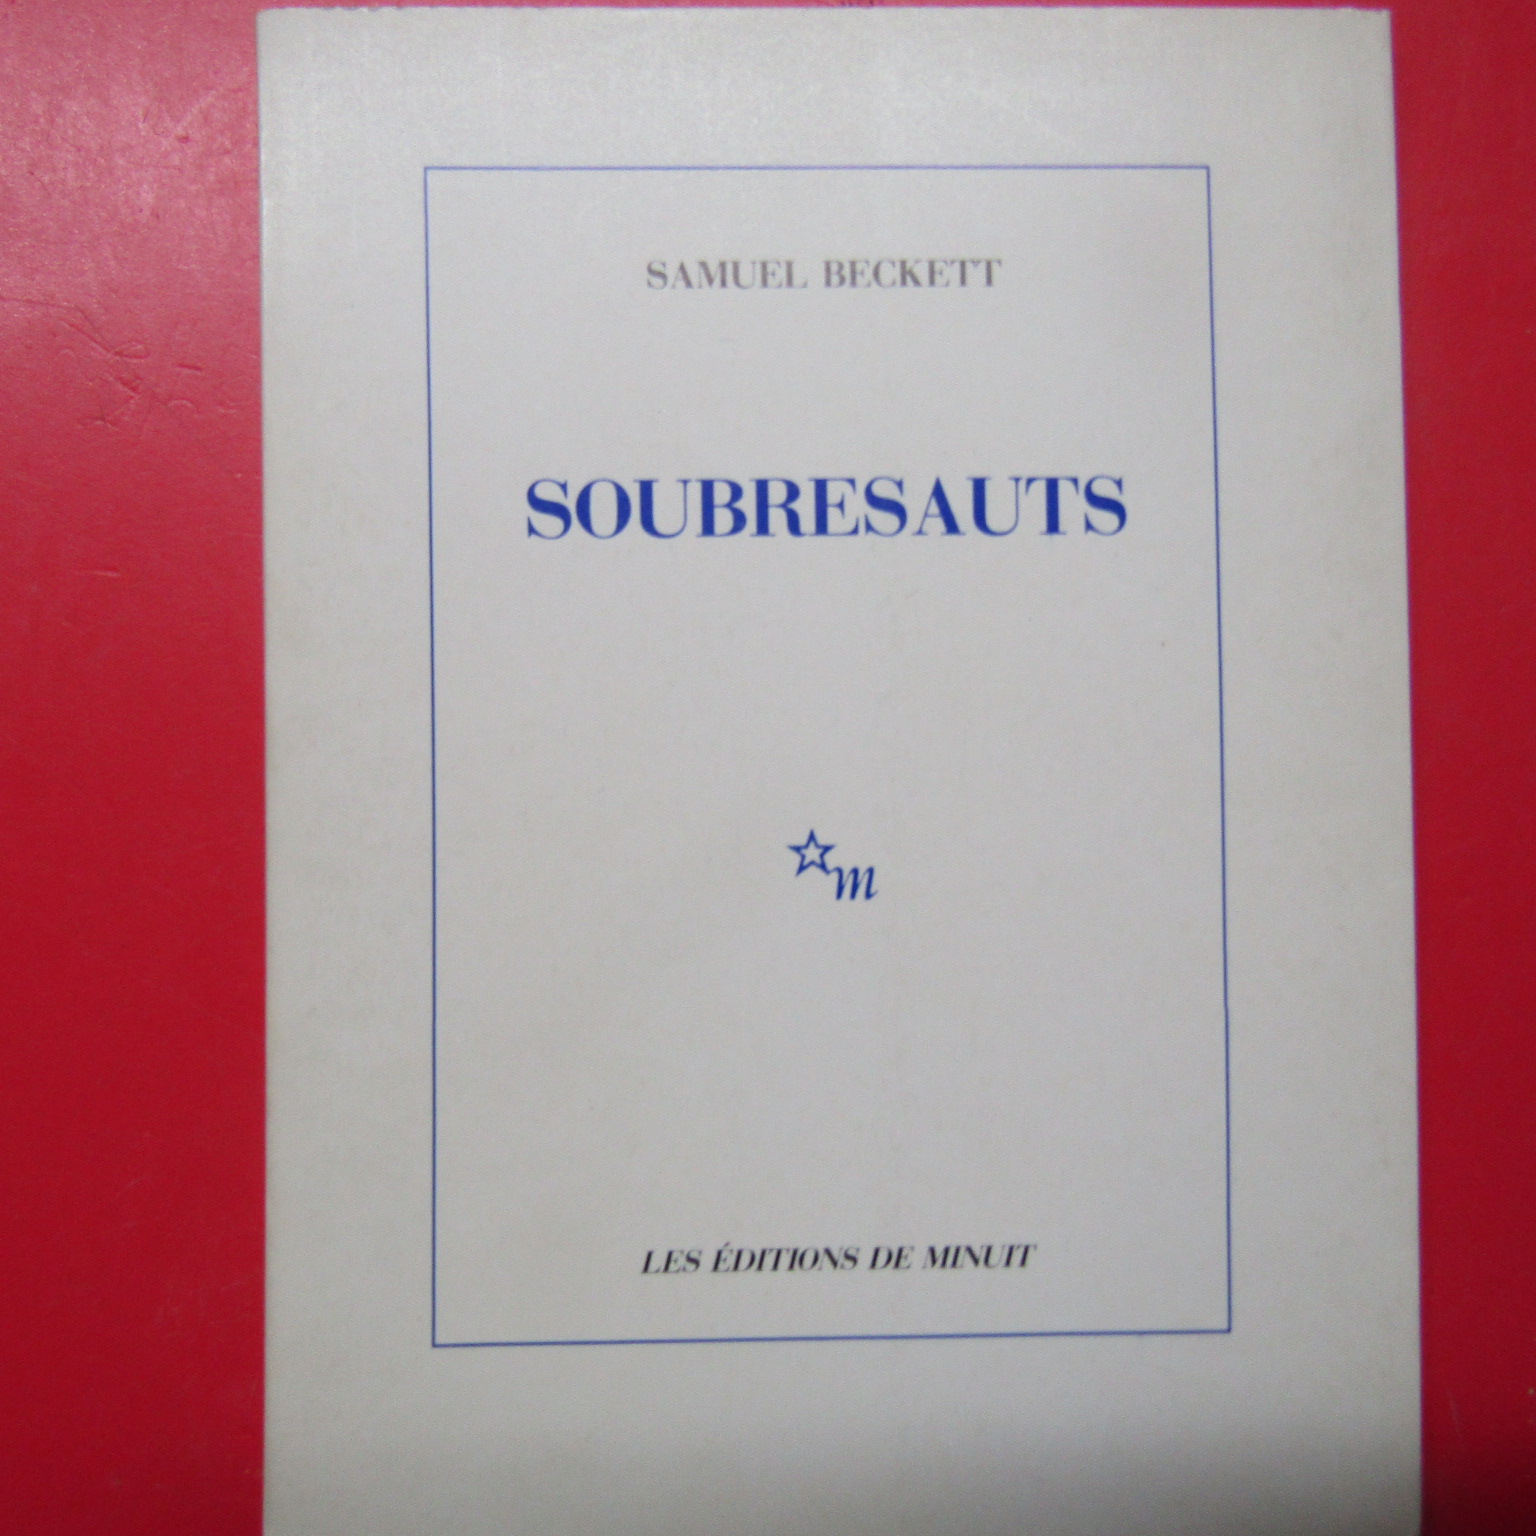 SAMUEL BECKETT
SOUBRESAUTS
m
LES ÉDITIONS DE MINUIT